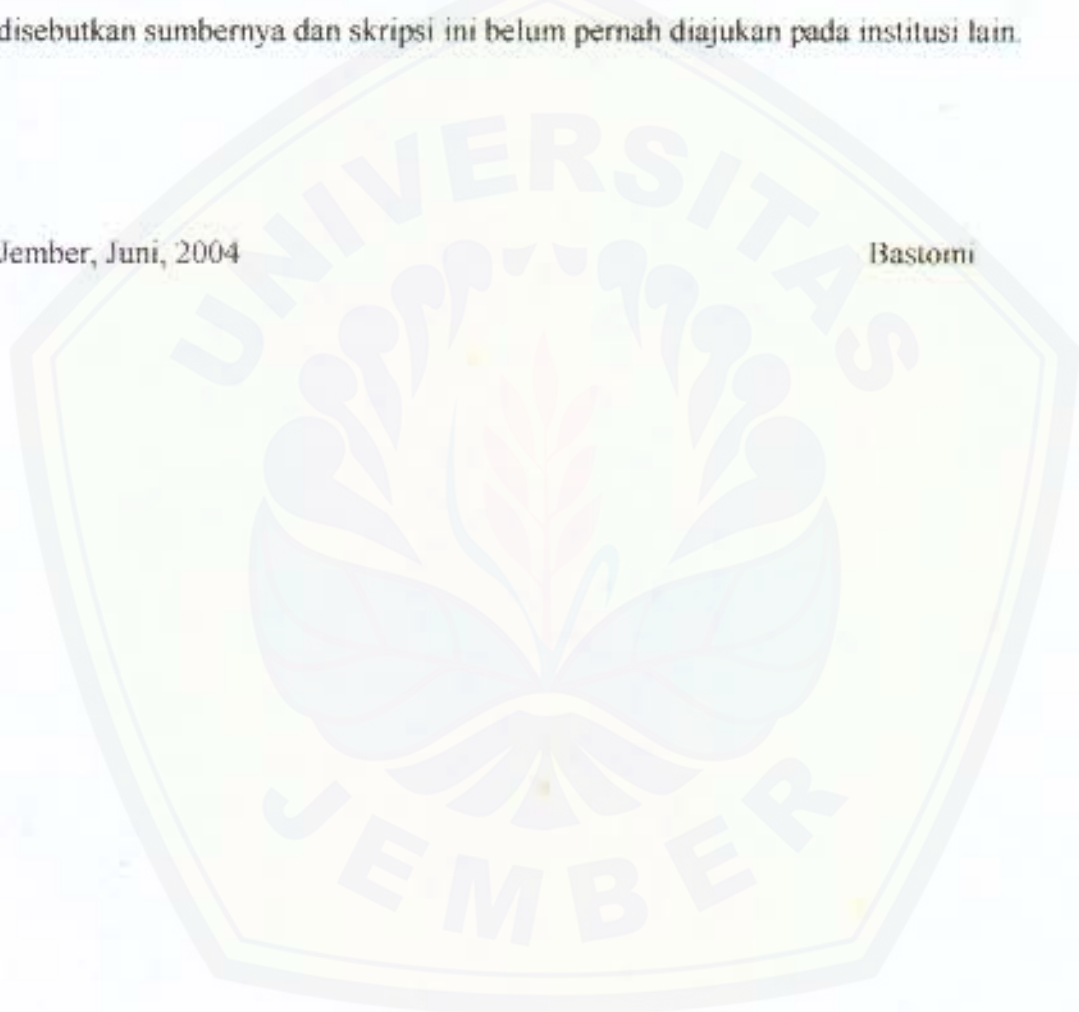 disebutkan sumbernya dan skripsi ini belum pernah diajukan pada institusi lain.
Jember, Juni, 2004 Bastomi
UNIVERSITAS
JEMBER